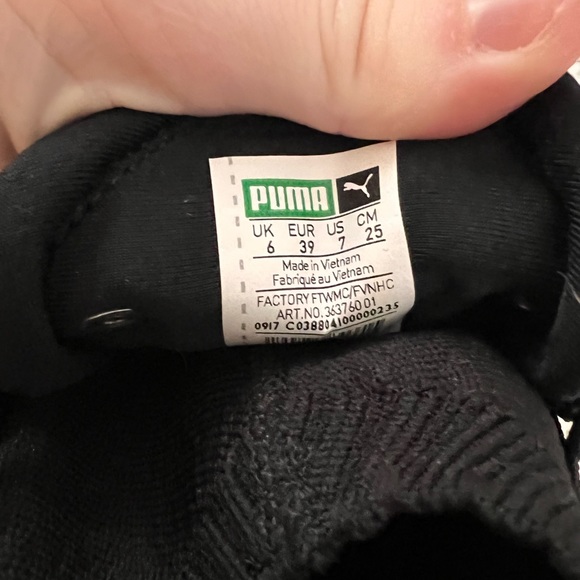 PUMA
UK EUR US CM
6 39 7 25
Made in Vietnam
Fabriqué au Vietnam
FACTORY FTWMC/FVNHC
ART.NO.363760 01
0917 C038804100000235